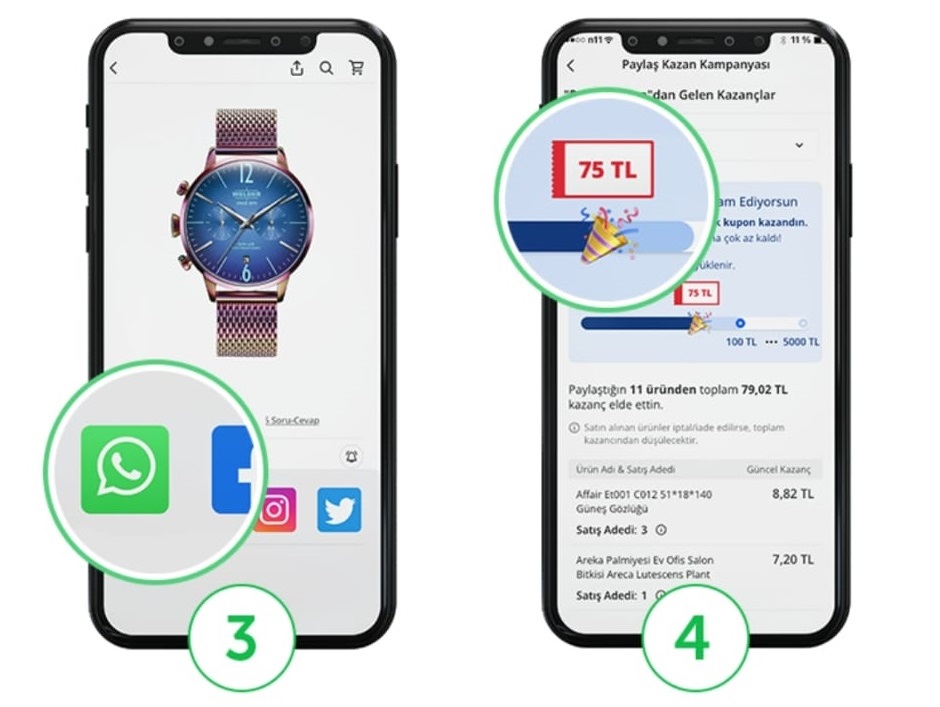 12
WELDER
6
5 Soru-Cevap
3
n11
11 %
Paylaş Kazan Kampanyası
"dan Gelen Kazançlar
75 TL
am Ediyorsun
k kupon kazandın.
na çok az kaldı!
yüklenir.
75 TL
100 TL ••• 5000 TL
Paylaştığın 11 üründen toplam 79,02 TL
kazanç elde ettin.
Satın alınan ürünler iptal/iade edilirse, toplam
kazancından düşülecektir.
Ürün Adı & Satış Adedi Güncel Kazanç
Affair Et001 C012 51*18*140 8,82 TL
Güneş Gözlüğü
Satış Adedi: 3
Areka Palmiyesi Ev Ofis Salon 7,20 TL
Bitkisi Areca Lutescens Plant
Satış Adedi: 1
4